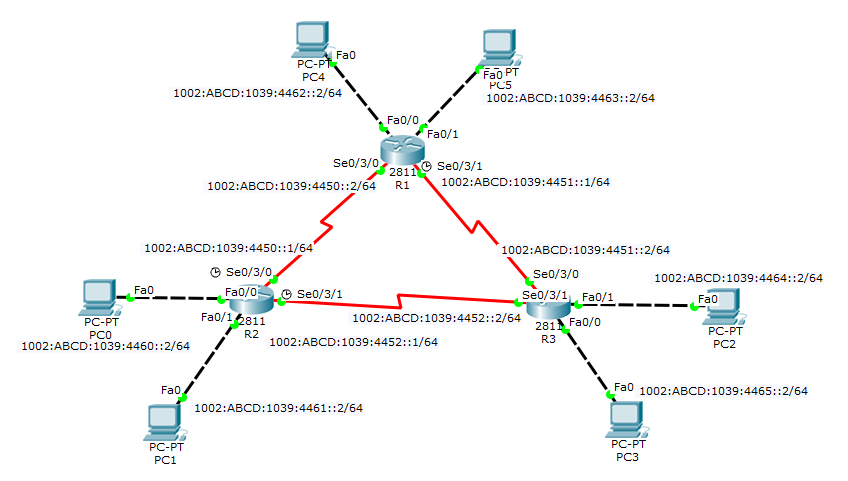 Fa0
PC-PT
PC4
1002:ABCD:1039:4462::2/64
Fa0
PT
PC5
1002:ABCD:1039:4463::2/64
Fa0/0
Fa0/1
Se0/3/0
2811
R1
Se0/3/1
1002:ABCD:1039:4450::2/64
1002:ABCD:1039:4451::1/64
1002:ABCD:1039:4450::1/64
1002:ABCD:1039:4451::2/64
Se0/3/0
Se0/3/0
1002:ABCD:1039:4464::2/64
Fa0
Fa0/0
Se0/3/1
Se0/3/1
Fa0/1
Fa0
PC-PT
PC0
Fa0/1
2811
R2
1002:ABCD:1039:4452::2/64
2811
R3
Fa0/0
PC-PT
PC2
1002:ABCD:1039:4460::2/64
1002:ABCD:1039:4452::1/64
Fa0
1002:ABCD:1039:4461::2/64
Fa0
1002:ABCD:1039:4465::2/64
PC-PT
PC1
PC-PT
PC3